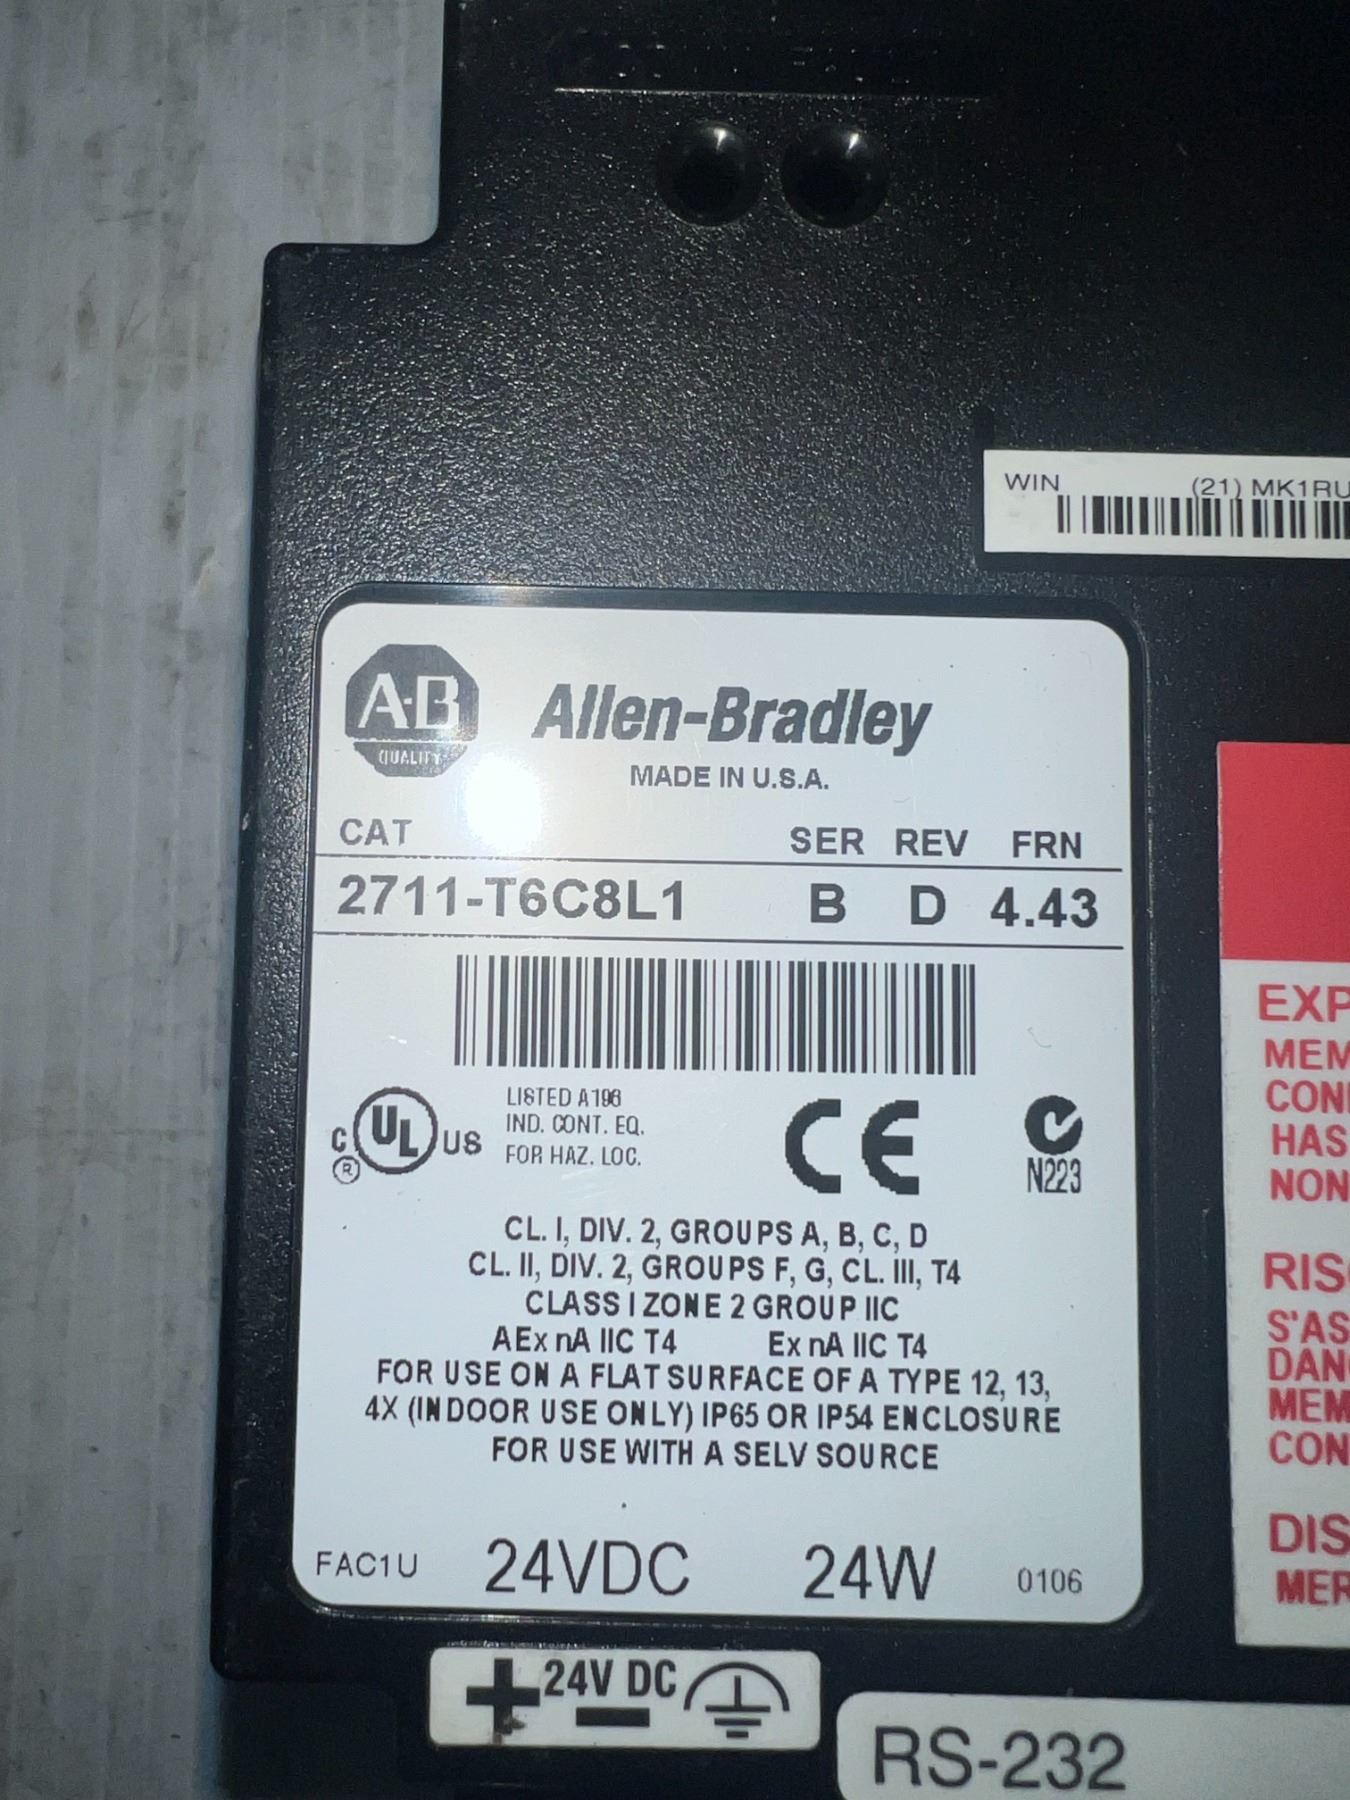 WIN (21) MK1RU
A-B
QUALITY
Allen-Bradley
MADE IN U.S.A.
CAT SER REV FRN
2711-T6C8L1 B D 4.43
C UL US
®
LISTED A196
IND. CONT. EQ.
FOR HAZ. LOC.
CE
N223
CL. I, DIV. 2, GROUPS A, B, C, D
CL. II, DIV. 2, GROUPS F, G, CL. III, T4
CLASS I ZONE 2 GROUP IIC
AEx nA IIC T4 Ex nA IIC T4
FOR USE ON A FLAT SURFACE OF A TYPE 12, 13,
4X (INDOOR USE ONLY) IP65 OR IP54 ENCLOSURE
FOR USE WITH A SELV SOURCE
FAC1U 24VDC 24W 0106
+ 24V DC -
RS-232
EXP
MEM
CON
HAS
NON
RIS
S'AS
DAN
MEM
CON
DIS
MER